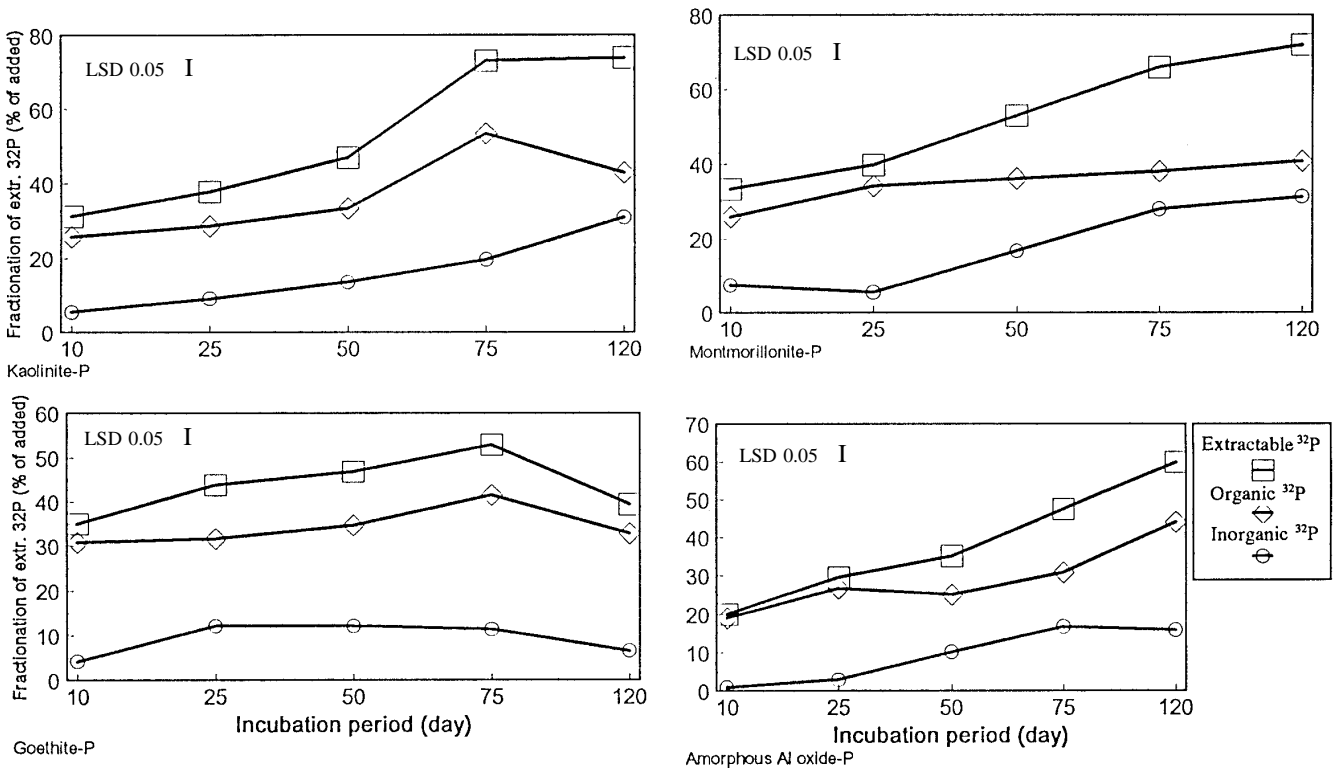 Fractionation of extr. 32P (% of added)
80
60
40
20
0
LSD 0.05 I
10 25 50 75 120
Kaolinite-P
80
60
40
20
0
LSD 0.05 I
10 25 50 75 120
Montmorillonite-P
Fractionation of extr. 32P (% of added)
60
50
40
30
20
10
0
LSD 0.05 I
10 25 50 75 120
Incubation period (day)
Goethite-P
70
60
50
40
30
20
10
0
LSD 0.05 I
10 25 50 75 120
Incubation period (day)
Amorphous Al oxide-P
Extractable ³²P
Organic ³²P
Inorganic ³²P